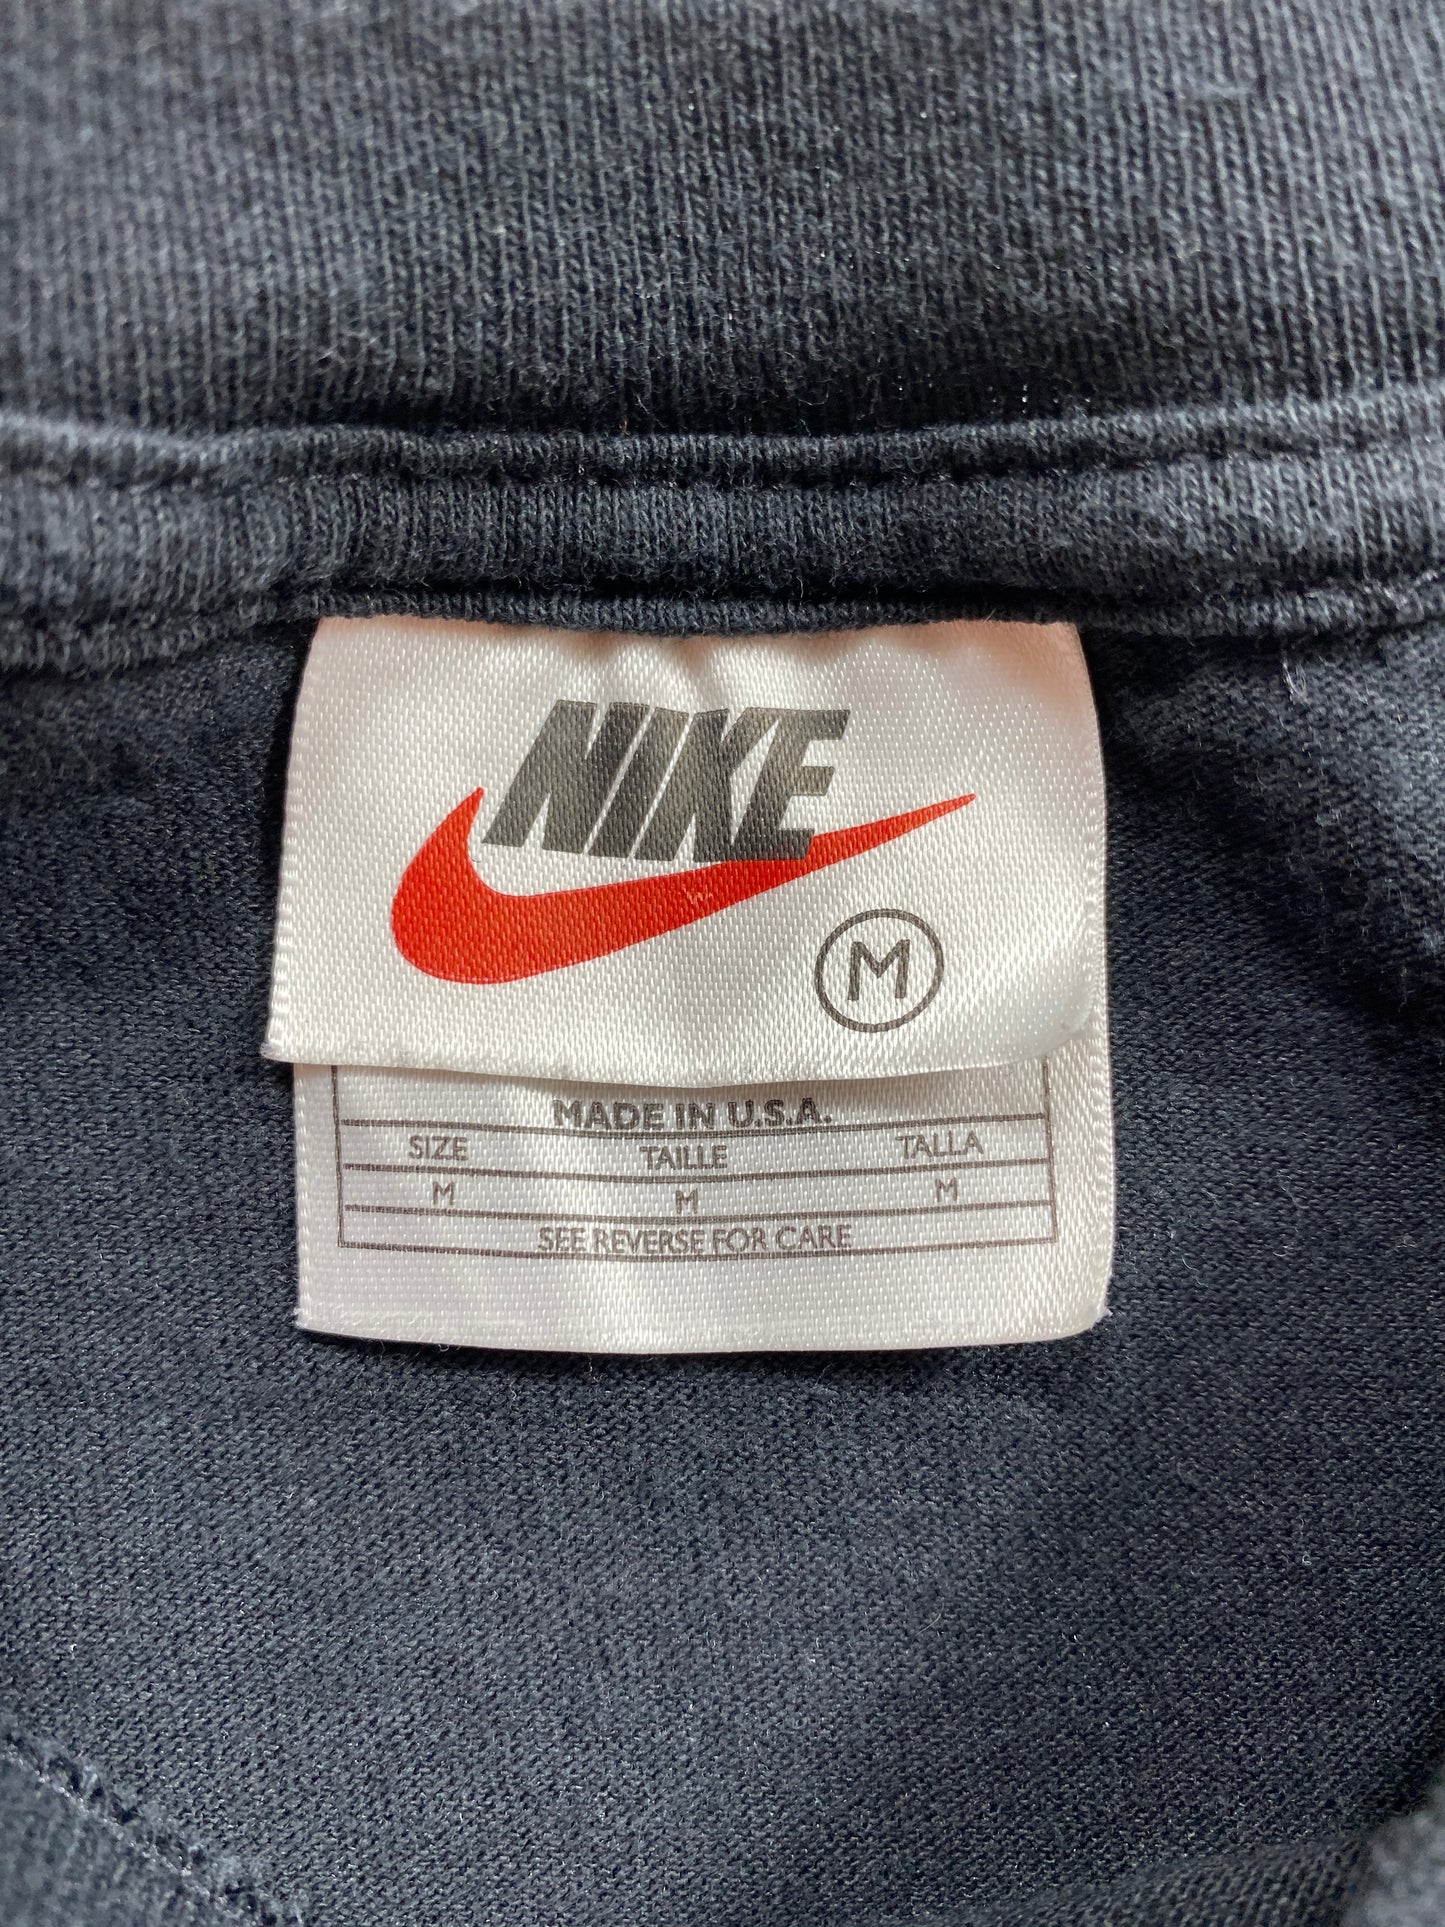 NIKE
M
MADE IN U.S.A.
SIZE TAILLE TALLA
M M M
SEE REVERSE FOR CARE